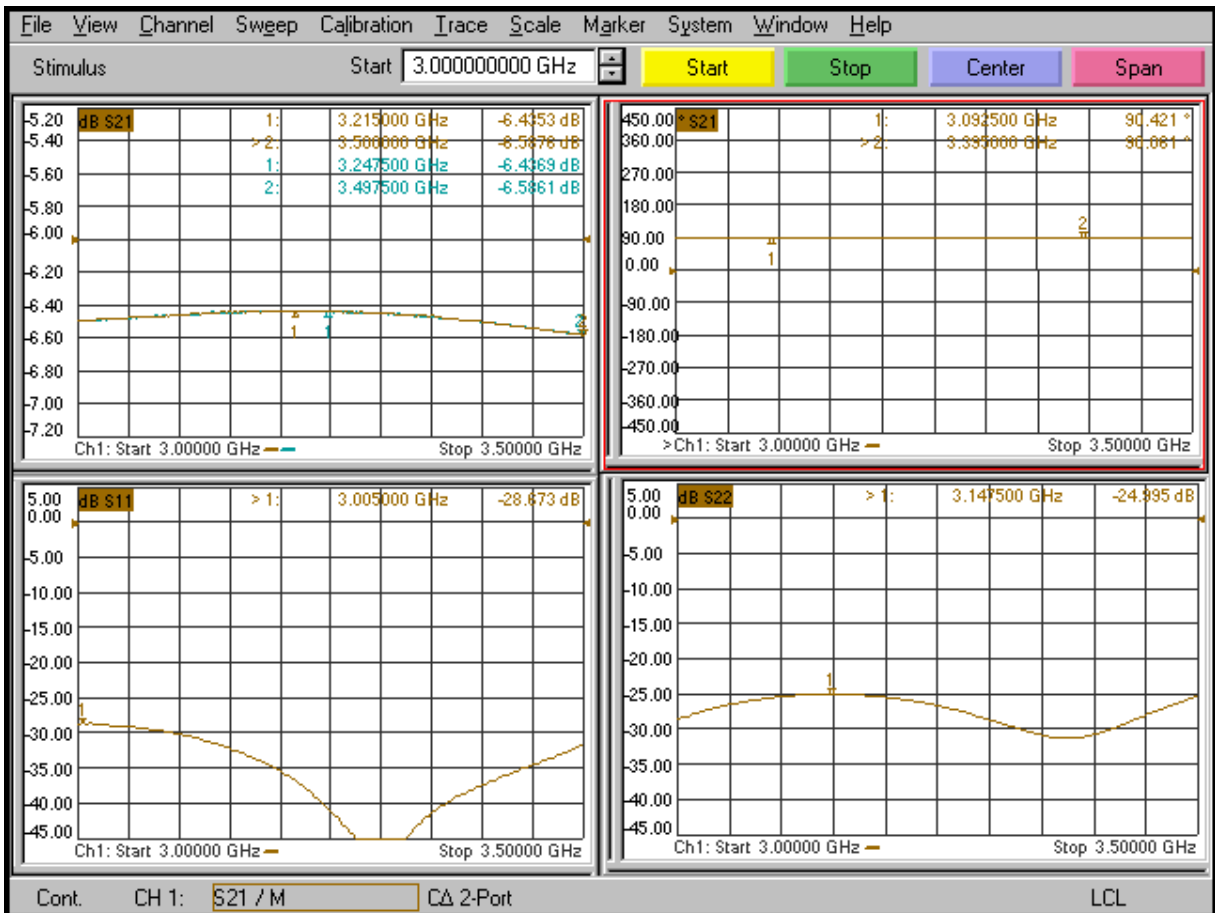 File View Channel Sweep Calibration Trace Scale Marker System Window Help
Stimulus Start 3.000000000 GHz Start Stop Center Span
dB S21
-5.20
-5.40
-5.60
-5.80
-6.00
-6.20
-6.40
-6.60
-6.80
-7.00
-7.20
1: 3.215000 GHz -6.4353 dB
>2: 3.500000 GHz -6.5878 dB
1: 3.247500 GHz -6.4369 dB
2: 3.497500 GHz -6.5861 dB
1
1
2
Ch1: Start 3.00000 GHz Stop 3.50000 GHz
° S21
450.00
360.00
270.00
180.00
90.00
0.00
-90.00
-180.00
-270.00
-360.00
-450.00
1: 3.092500 GHz 90.421 °
>2: 3.395000 GHz
1
2
>Ch1: Start 3.00000 GHz Stop 3.50000 GHz
dB S11
5.00
0.00
-5.00
-10.00
-15.00
-20.00
-25.00
-30.00
-35.00
-40.00
-45.00
> 1: 3.005000 GHz -28.673 dB
1
Ch1: Start 3.00000 GHz Stop 3.50000 GHz
dB S22
5.00
0.00
-5.00
-10.00
-15.00
-20.00
-25.00
-30.00
-35.00
-40.00
-45.00
> 1: 3.147500 GHz -24.995 dB
1
Ch1: Start 3.00000 GHz Stop 3.50000 GHz
Cont. CH 1: S21 / M CΔ 2-Port LCL